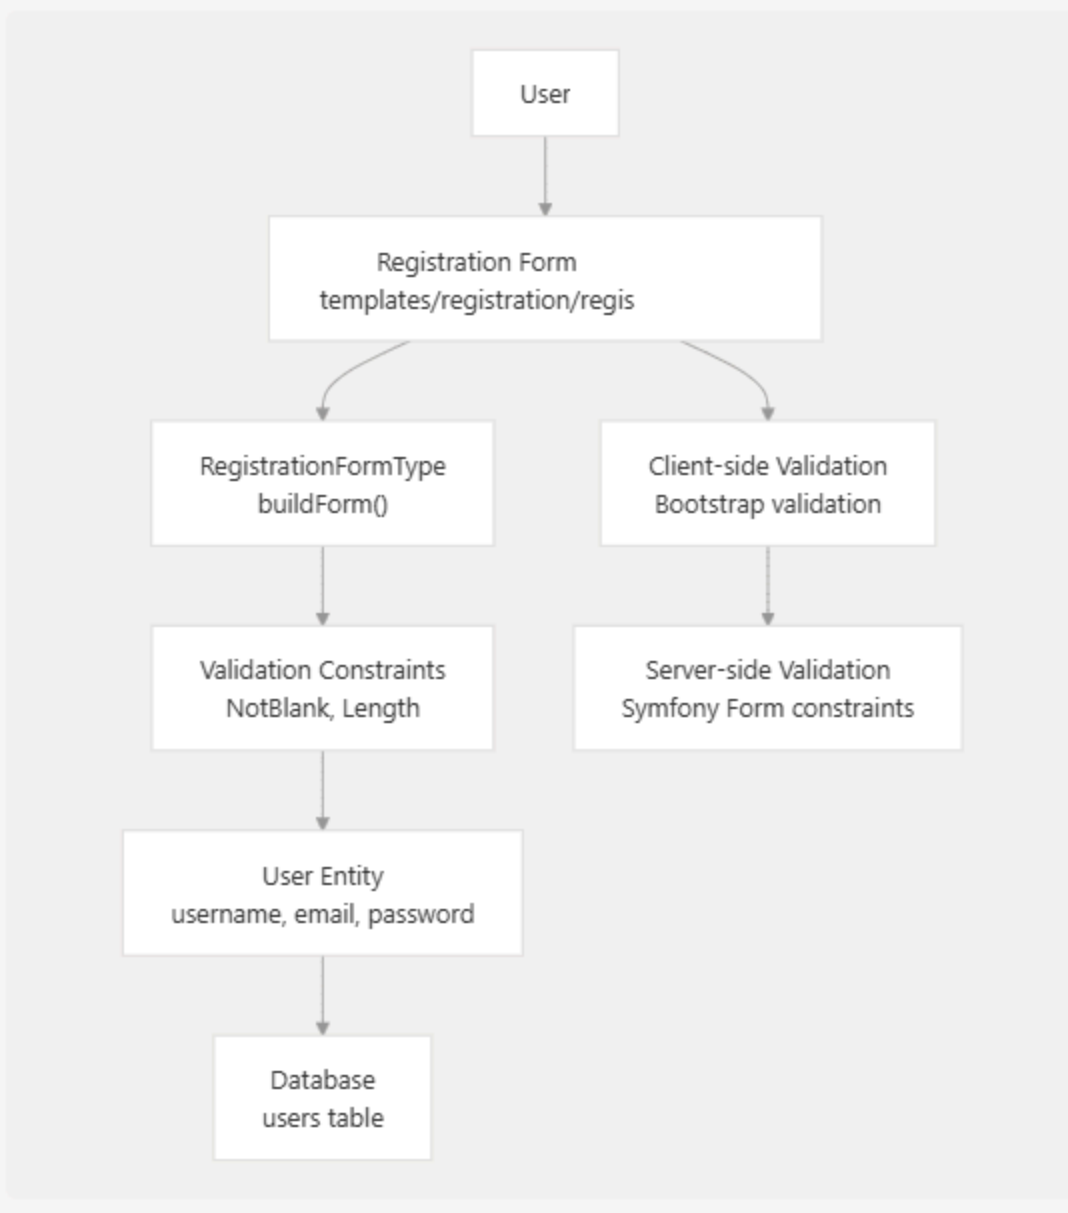 User
Registration Form
templates/registration/regis
RegistrationFormType
buildForm()
Client-side Validation
Bootstrap validation
Validation Constraints
NotBlank, Length
Server-side Validation
Symfony Form constraints
User Entity
username, email, password
Database
users table